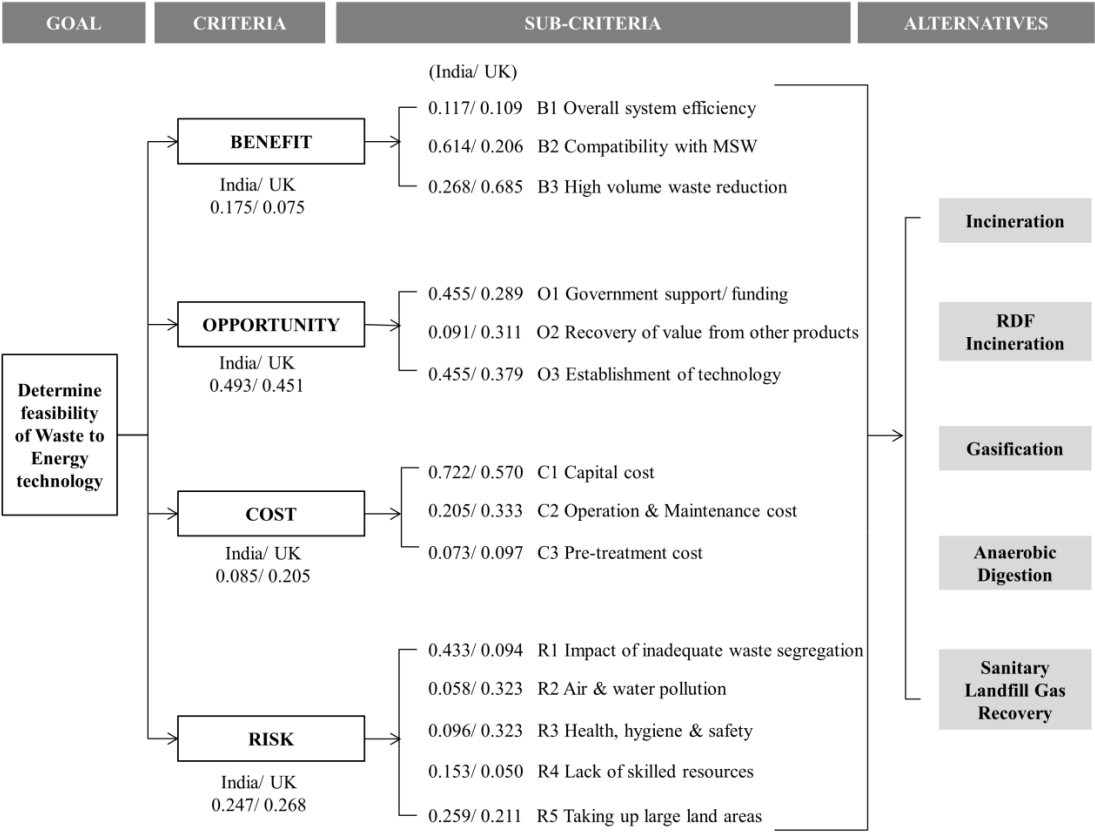 GOAL
CRITERIA
SUB-CRITERIA
ALTERNATIVES
Determine
feasibility
of Waste to
Energy
technology
BENEFIT
India/ UK
0.175/ 0.075
OPPORTUNITY
India/ UK
0.493/ 0.451
COST
India/ UK
0.085/ 0.205
RISK
India/ UK
0.247/ 0.268
(India/ UK)
0.117/ 0.109 B1 Overall system efficiency
0.614/ 0.206 B2 Compatibility with MSW
0.268/ 0.685 B3 High volume waste reduction
0.455/ 0.289 O1 Government support/ funding
0.091/ 0.311 O2 Recovery of value from other products
0.455/ 0.379 O3 Establishment of technology
0.722/ 0.570 C1 Capital cost
0.205/ 0.333 C2 Operation & Maintenance cost
0.073/ 0.097 C3 Pre-treatment cost
0.433/ 0.094 R1 Impact of inadequate waste segregation
0.058/ 0.323 R2 Air & water pollution
0.096/ 0.323 R3 Health, hygiene & safety
0.153/ 0.050 R4 Lack of skilled resources
0.259/ 0.211 R5 Taking up large land areas
Incineration
RDF
Incineration
Gasification
Anaerobic
Digestion
Sanitary
Landfill Gas
Recovery